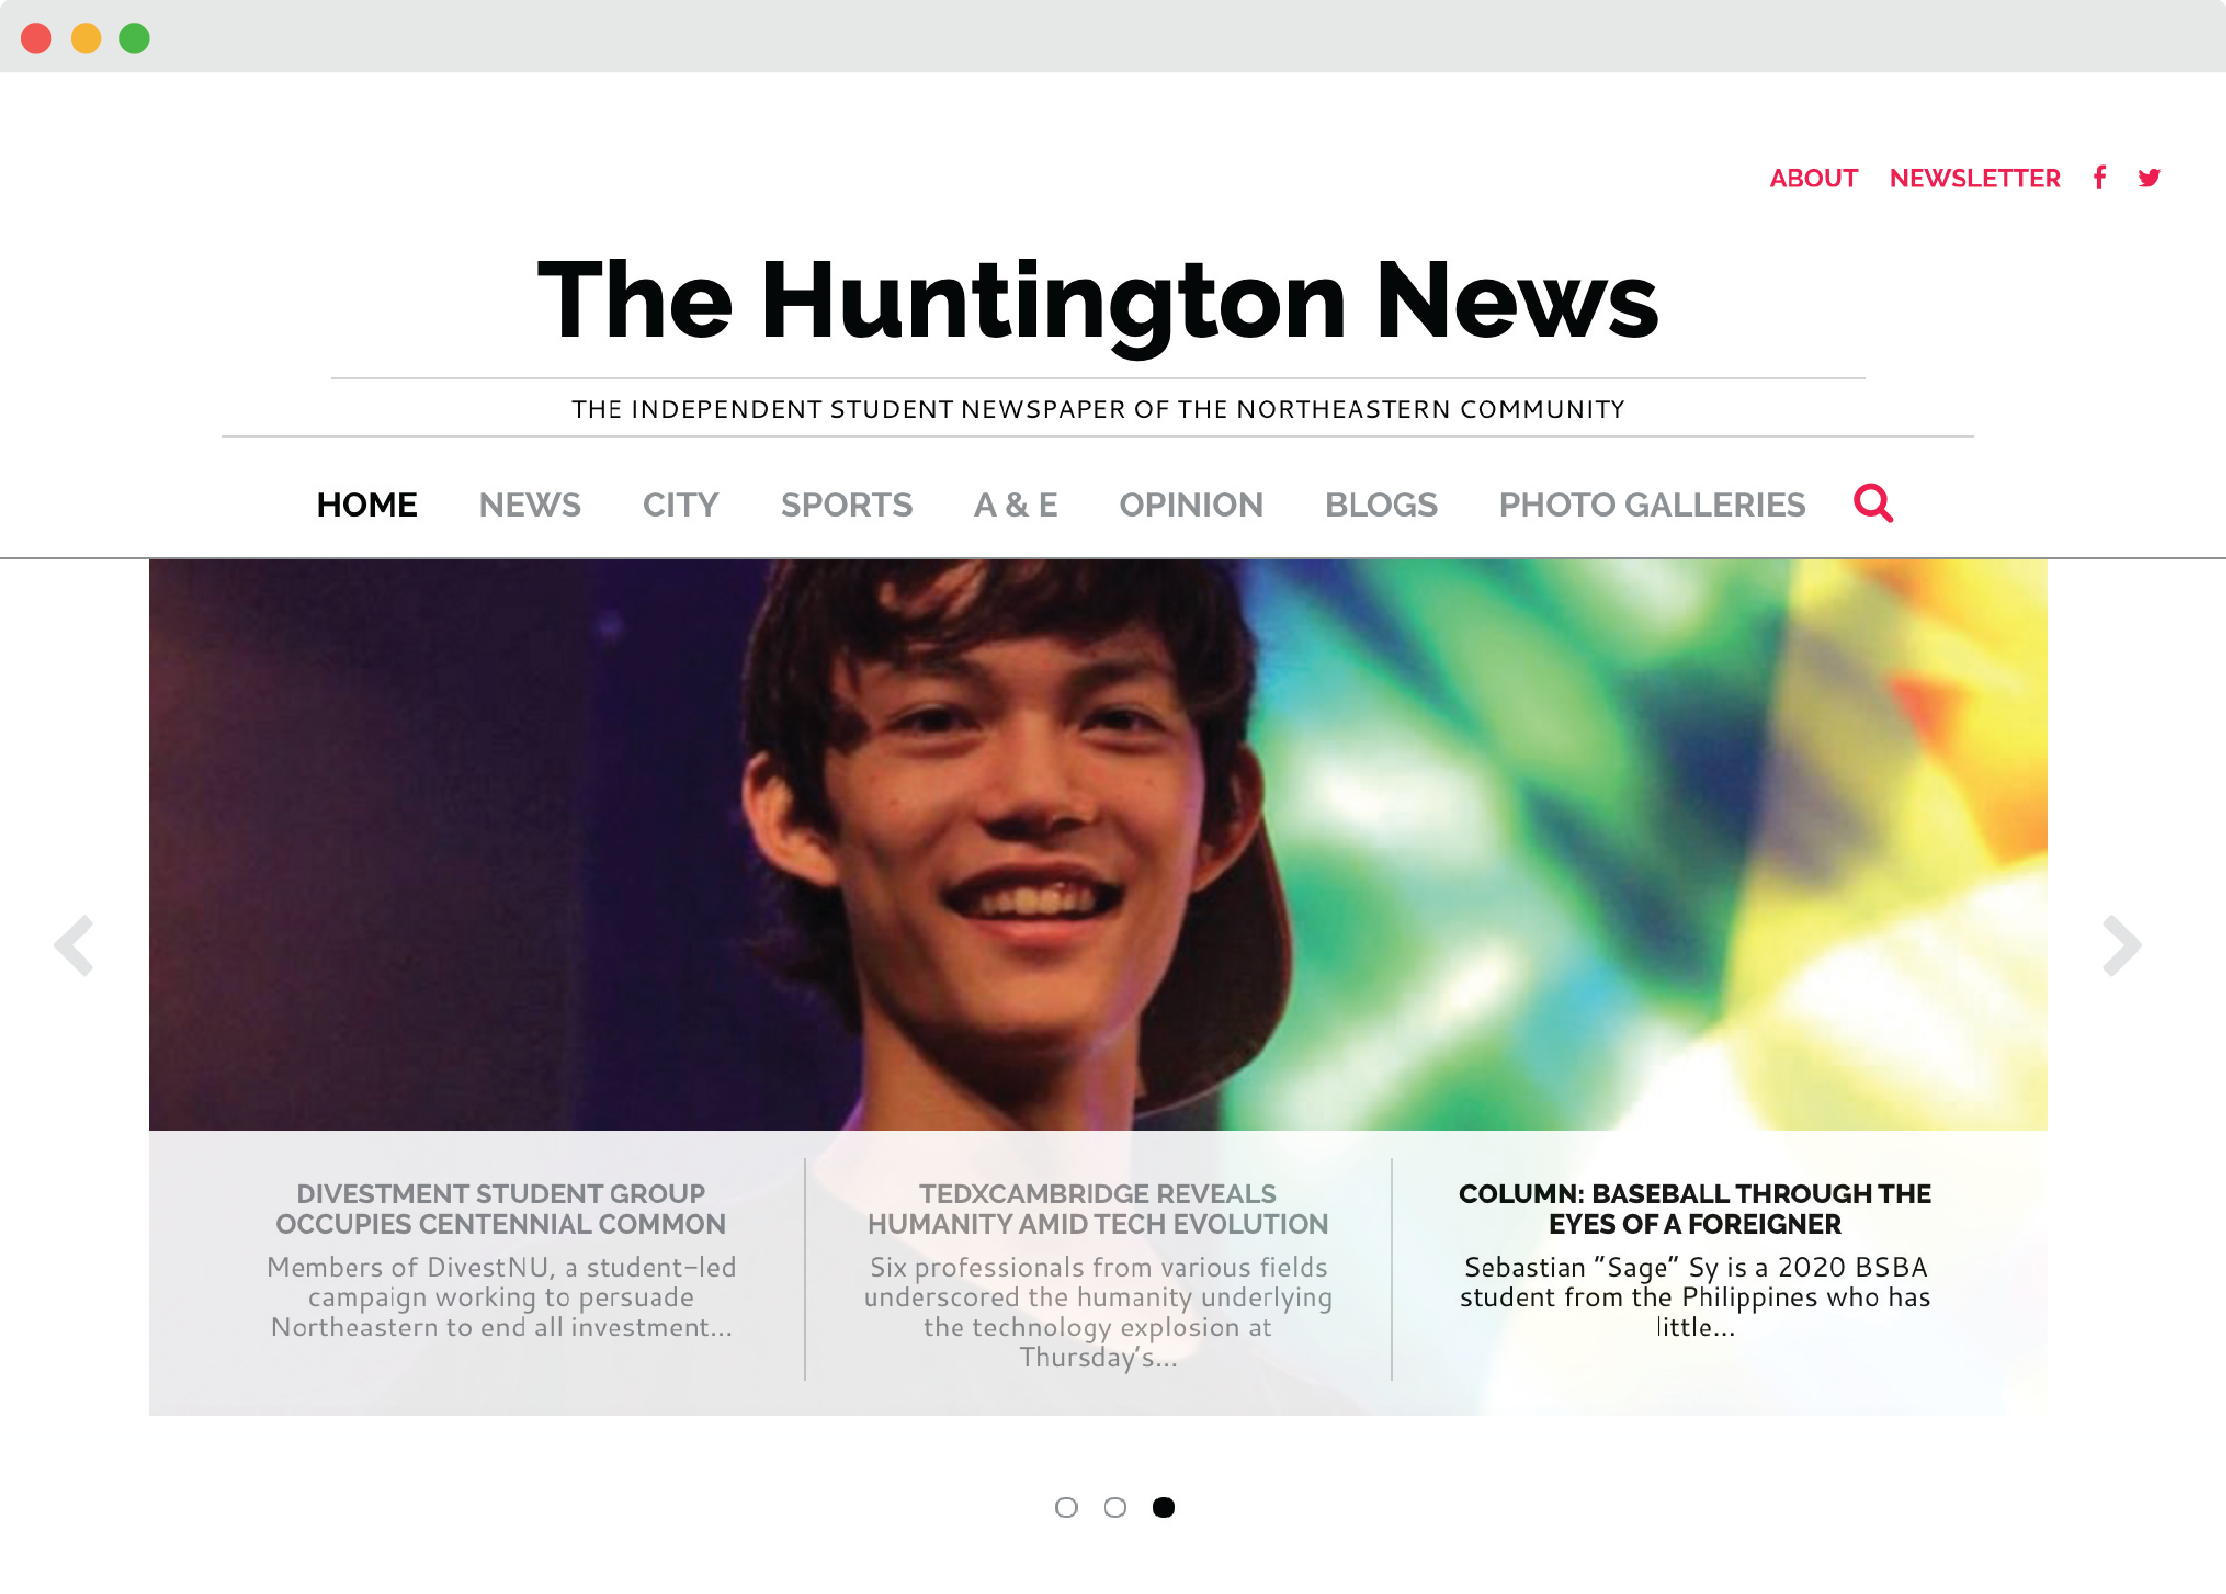 ABOUT NEWSLETTER
The Huntington News
THE INDEPENDENT STUDENT NEWSPAPER OF THE NORTHEASTERN COMMUNITY
HOME NEWS CITY SPORTS A & E OPINION BLOGS PHOTO GALLERIES
DIVESTMENT STUDENT GROUP
OCCUPIES CENTENNIAL COMMON
Members of DivestNU, a student-led
campaign working to persuade
Northeastern to end all investment...
TEDXCAMBRIDGE REVEALS
HUMANITY AMID TECH EVOLUTION
Six professionals from various fields
underscored the humanity underlying
the technology explosion at
Thursday's...
COLUMN: BASEBALL THROUGH THE
EYES OF A FOREIGNER
Sebastian "Sage" Sy is a 2020 BSBA
student from the Philippines who has
little...